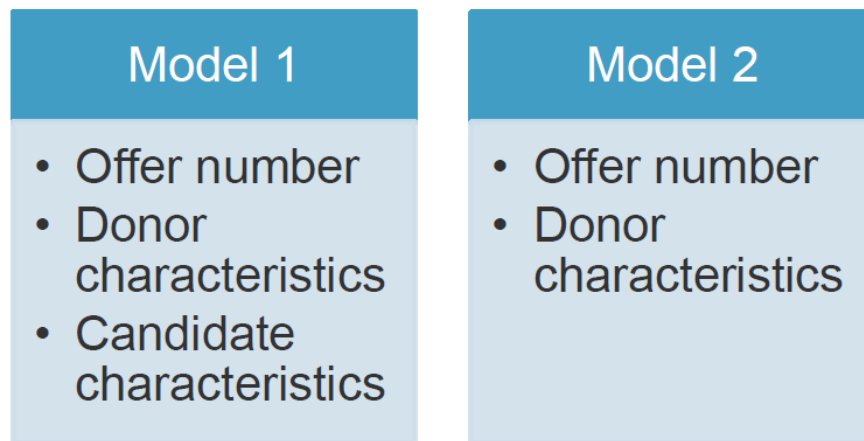 Model 1
• Offer number
• Donor
characteristics
• Candidate
characteristics
Model 2
• Offer number
• Donor
characteristics